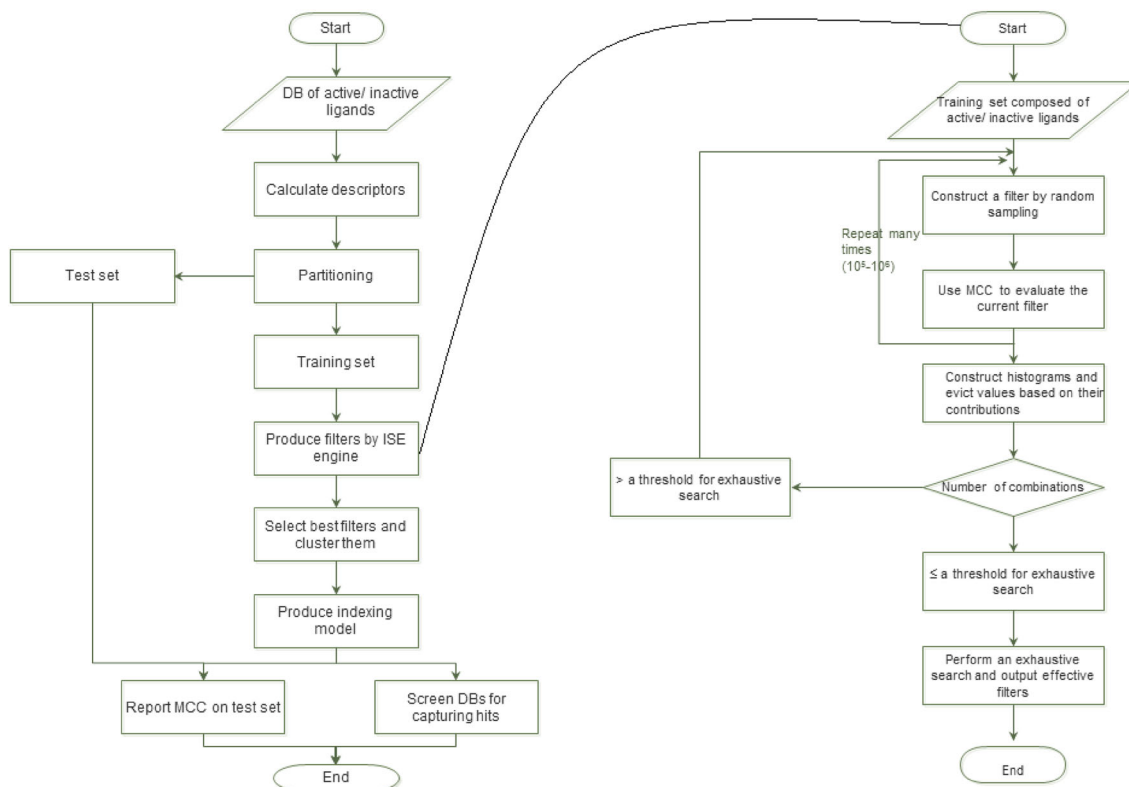 Start
DB of active/ inactive
ligands
Calculate descriptors
Partitioning
Test set
Training set
Produce filters by ISE
engine
Select best filters and
cluster them
Produce indexing
model
Report MCC on test set
Screen DBs for
capturing hits
End
Start
Training set composed of
active/ inactive ligands
Construct a filter by random
sampling
Repeat many
times
(10⁵-10⁶)
Use MCC to evaluate the
current filter
Construct histograms and
evict values based on their
contributions
Number of combinations
> a threshold for exhaustive
search
≤ a threshold for exhaustive
search
Perform an exhaustive
search and output effective
filters
End